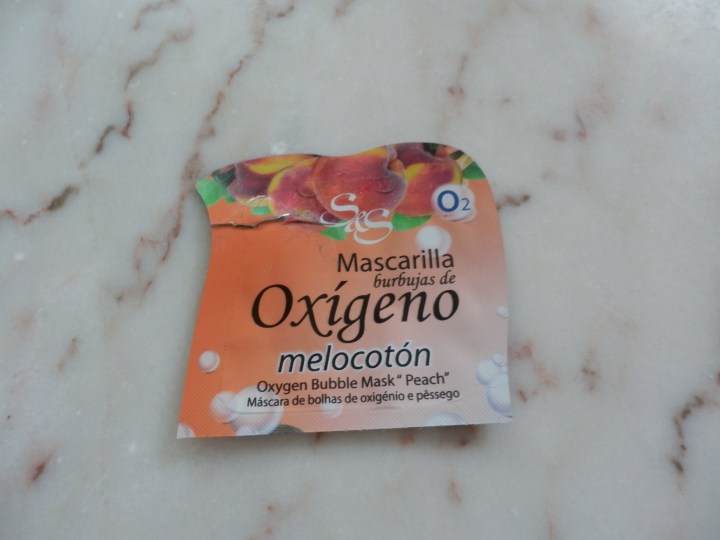 S&S
O2
Mascarilla
burbujas de
Oxígeno
melocotón
Oxygen Bubble Mask “ Peach”
Máscara de bolhas de oxigénio e pêssego